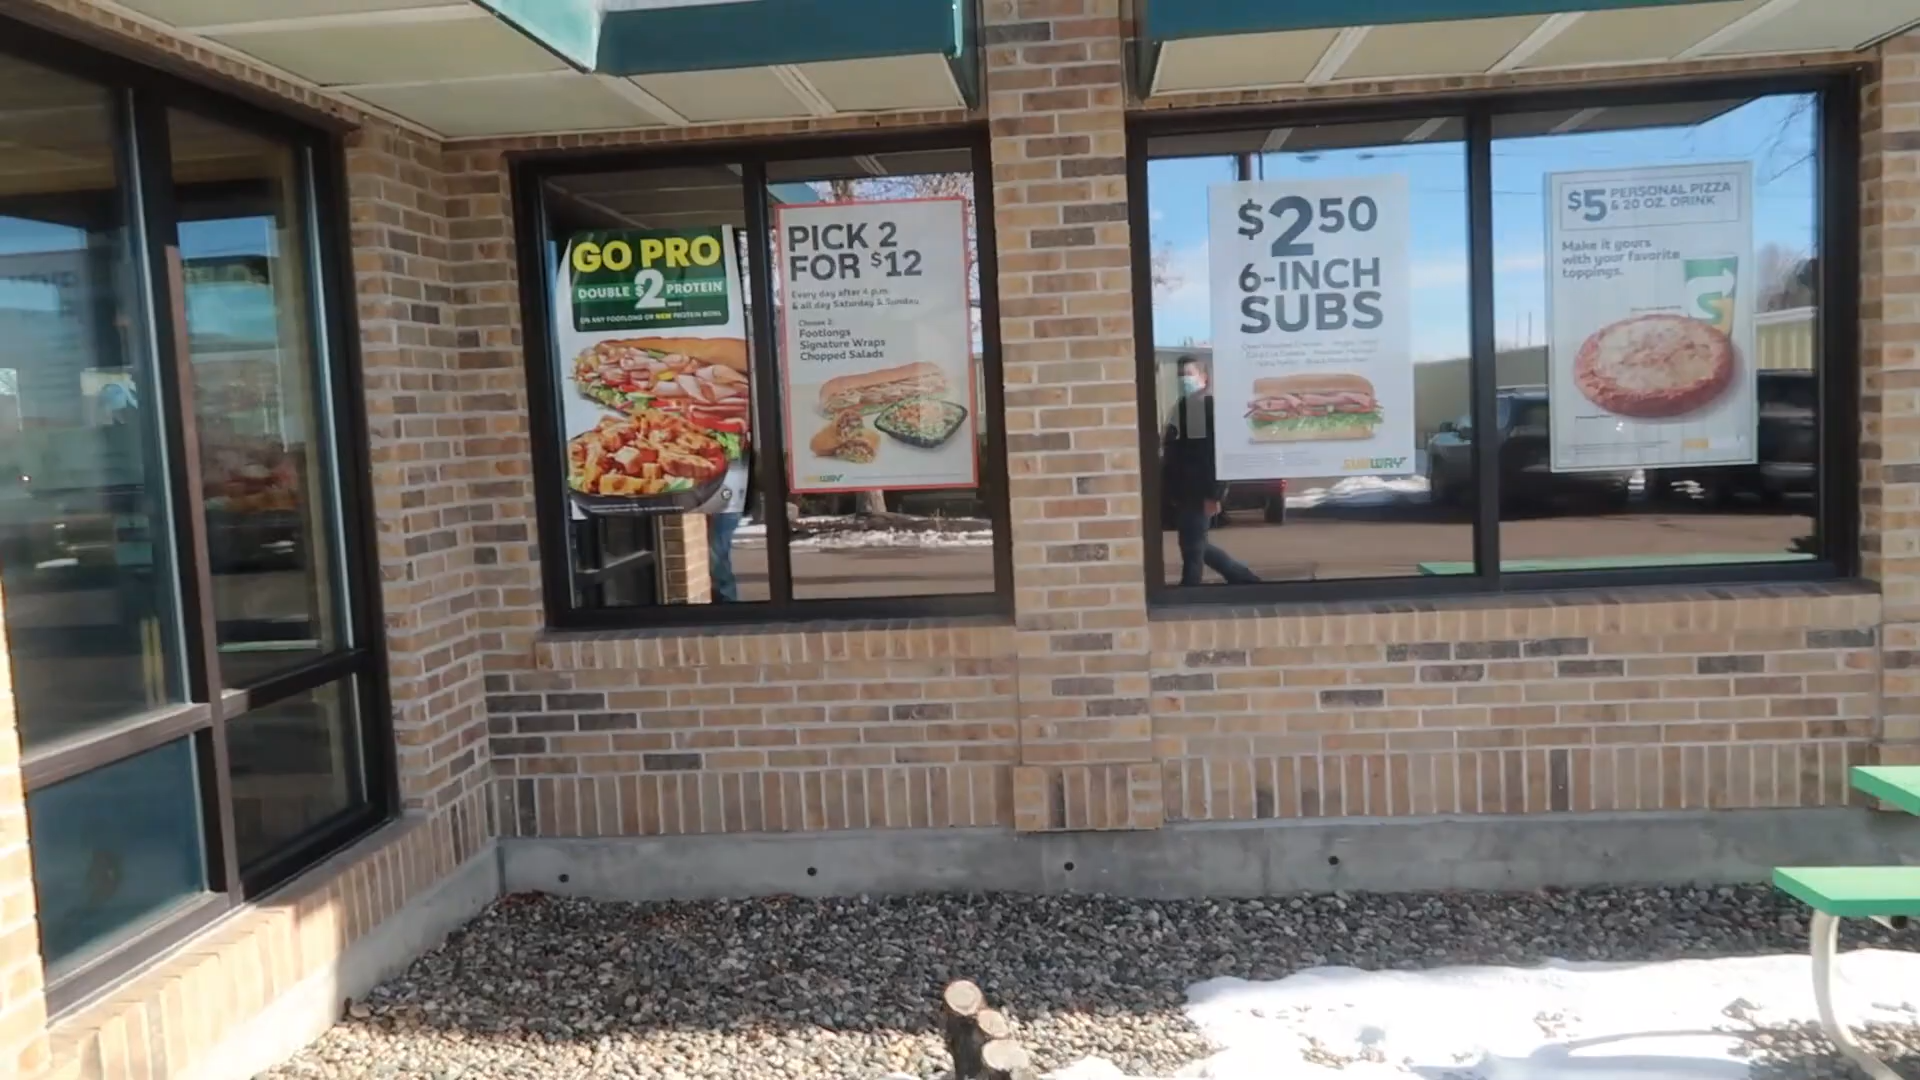 GO PRO
DOUBLE $2 PROTEIN
ON ANY FOOTLONG OR NEW PROTEIN BOWL
PICK 2
FOR $12
Every day after 4 p.m.
& all day Saturday & Sunday
Choose 2:
Footlongs
Signature Wraps
Chopped Salads
SUBWAY
$250
6-INCH
SUBS
SUBWAY
$5 PERSONAL PIZZA
& 20 OZ. DRINK
Make it yours
with your favorite
toppings.